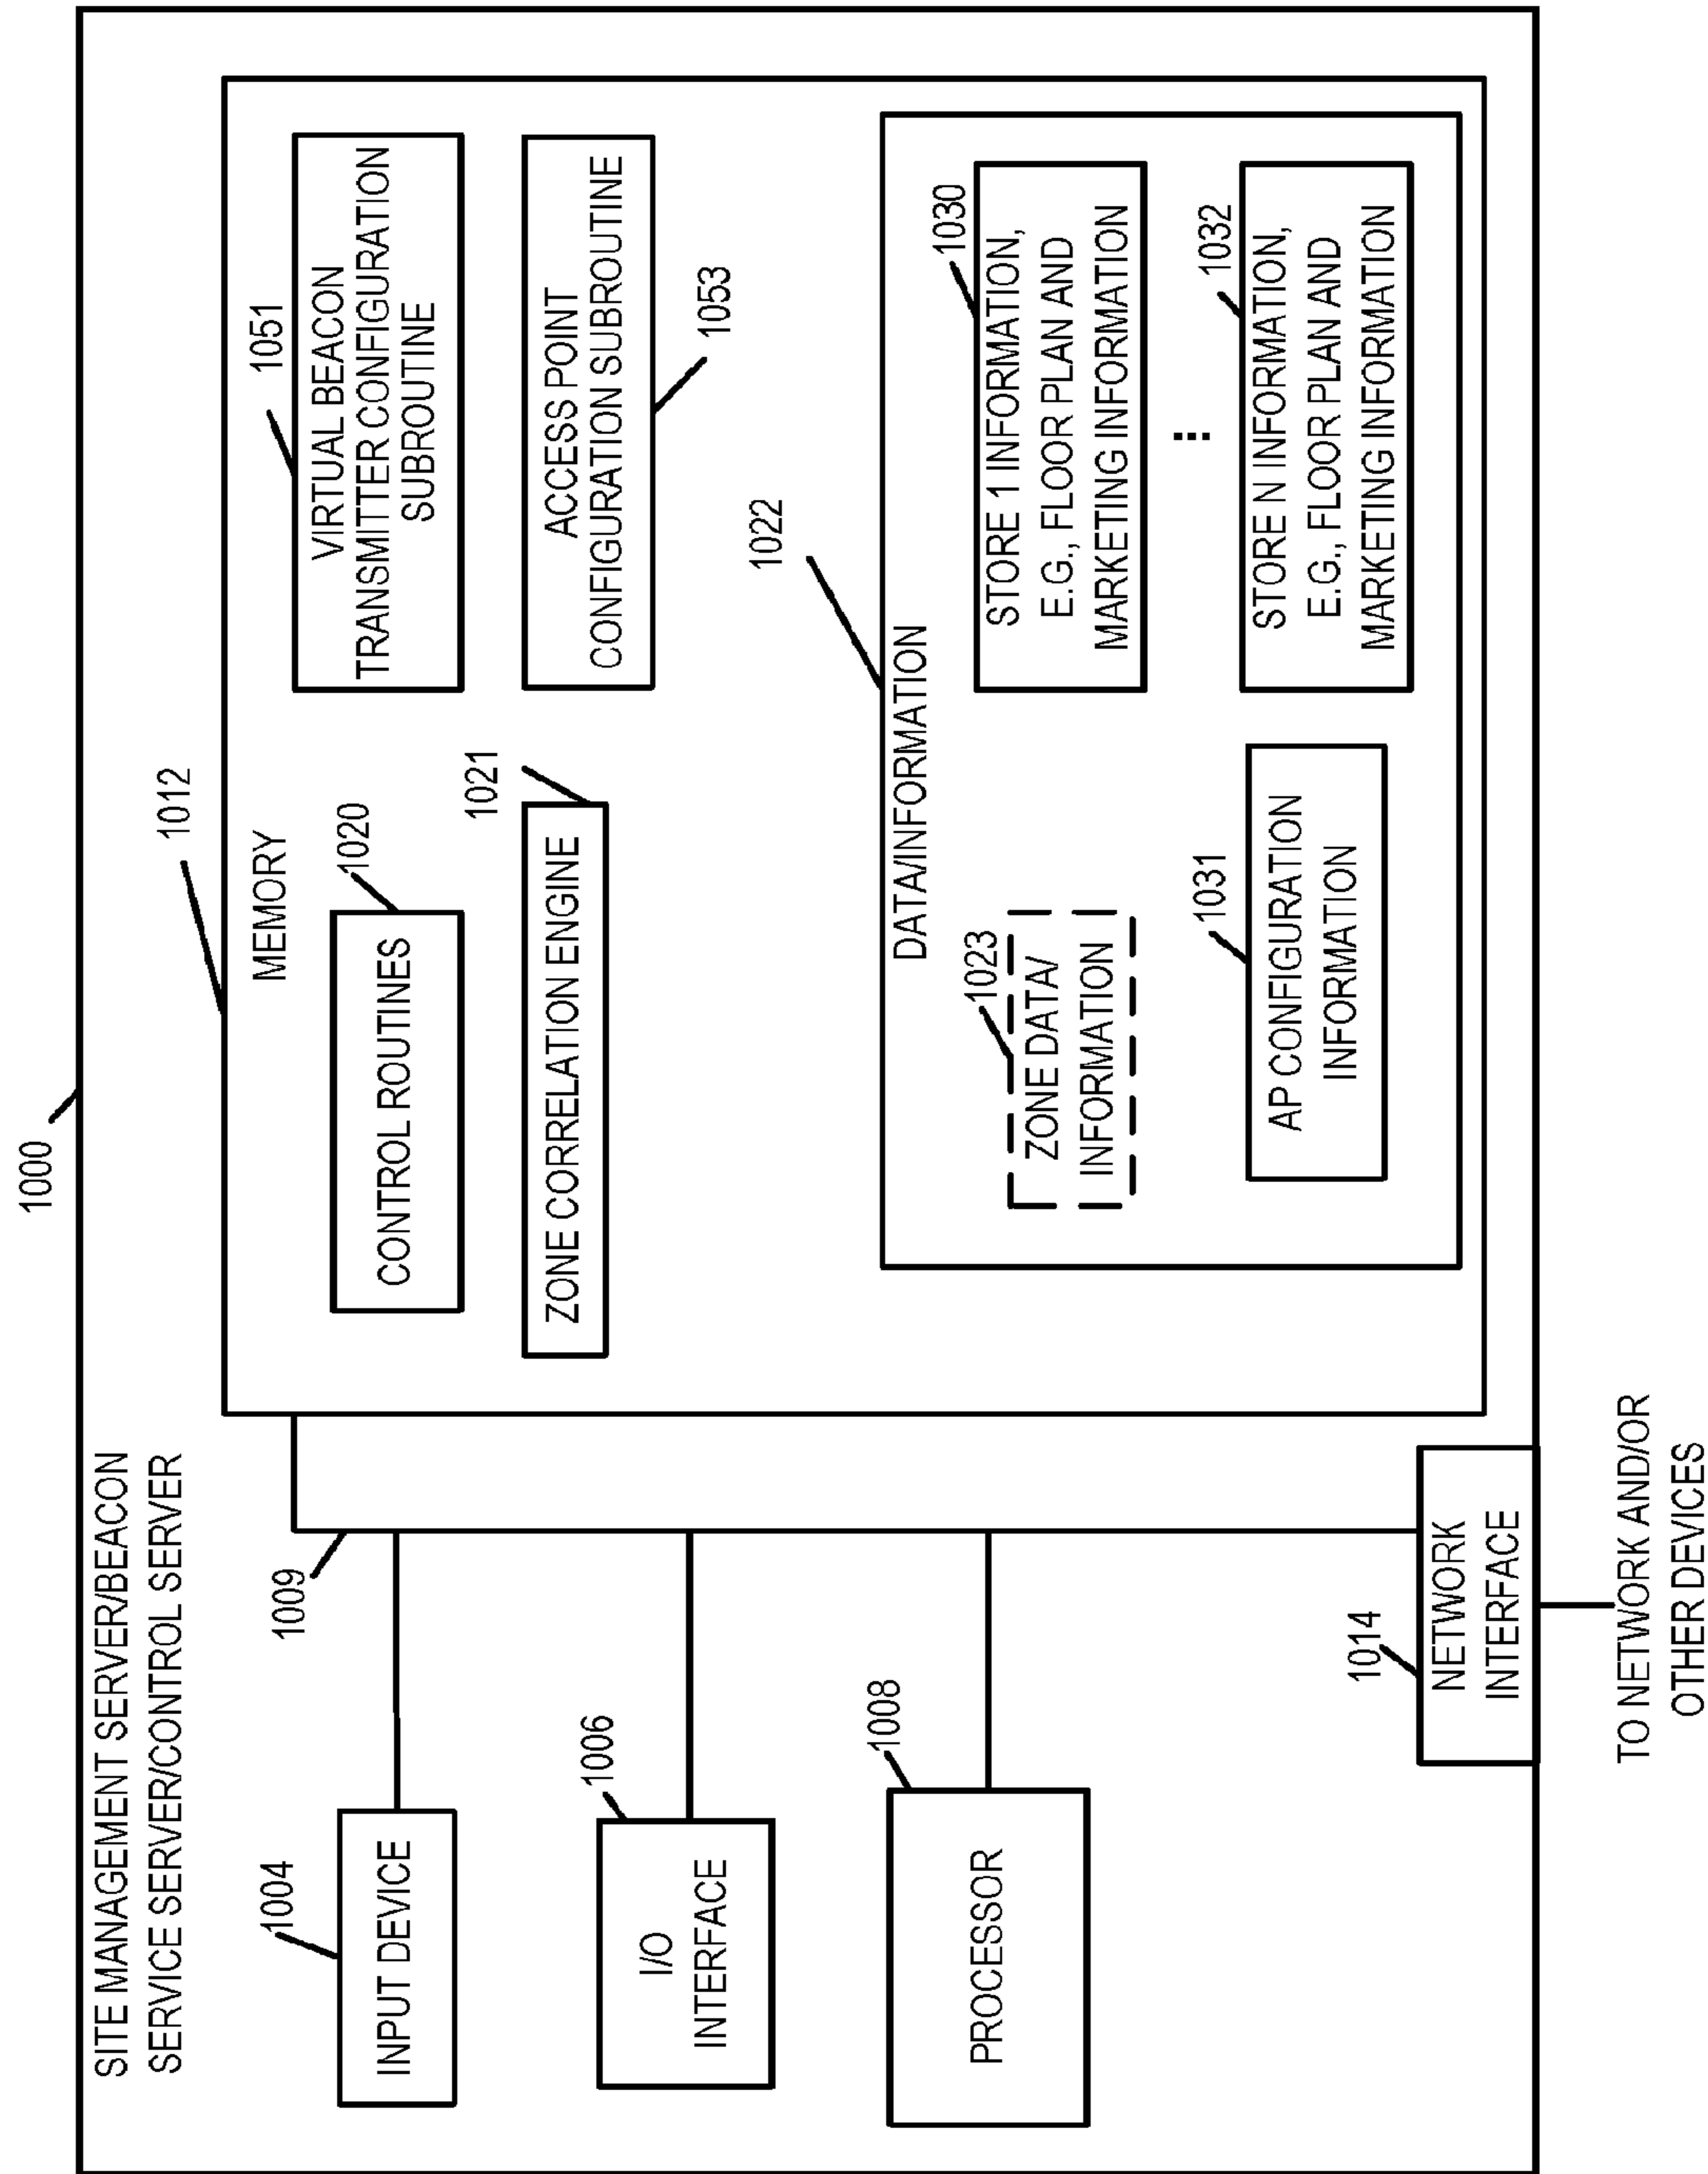 1000
SITE MANAGEMENT SERVER/BEACON
SERVICE SERVER/CONTROL SERVER
1004
INPUT DEVICE
1006
I/O
INTERFACE
1008
PROCESSOR
1009
1014
NETWORK
INTERFACE
TO NETWORK AND/OR
OTHER DEVICES
1012
MEMORY
1020
CONTROL ROUTINES
1021
ZONE CORRELATION ENGINE
1051
VIRTUAL BEACON
TRANSMITTER CONFIGURATION
SUBROUTINE
ACCESS POINT
CONFIGURATION SUBROUTINE
1053
1022
DATA/INFORMATION
1023
ZONE DATA/
INFORMATION
1031
AP CONFIGURATION
INFORMATION
1030
STORE 1 INFORMATION,
E.G., FLOOR PLAN AND
MARKETING INFORMATION
...
1032
STORE N INFORMATION,
E.G., FLOOR PLAN AND
MARKETING INFORMATION